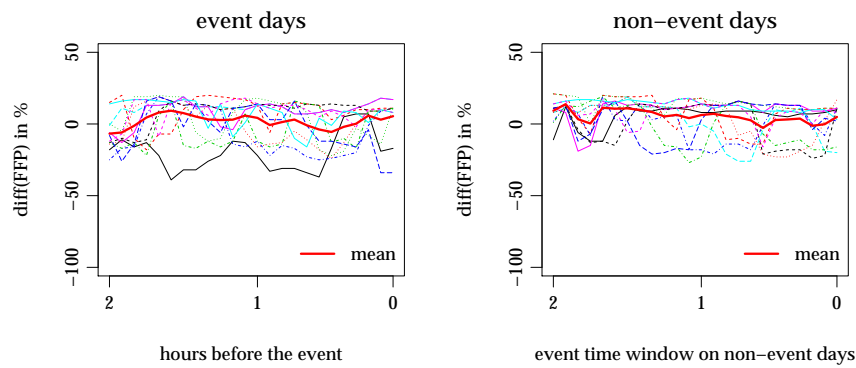 event days
diff(FFP) in %
50
0
−50
−100
mean
2
1
0
hours before the event
non−event days
diff(FFP) in %
50
0
−50
−100
mean
2
1
0
event time window on non−event days